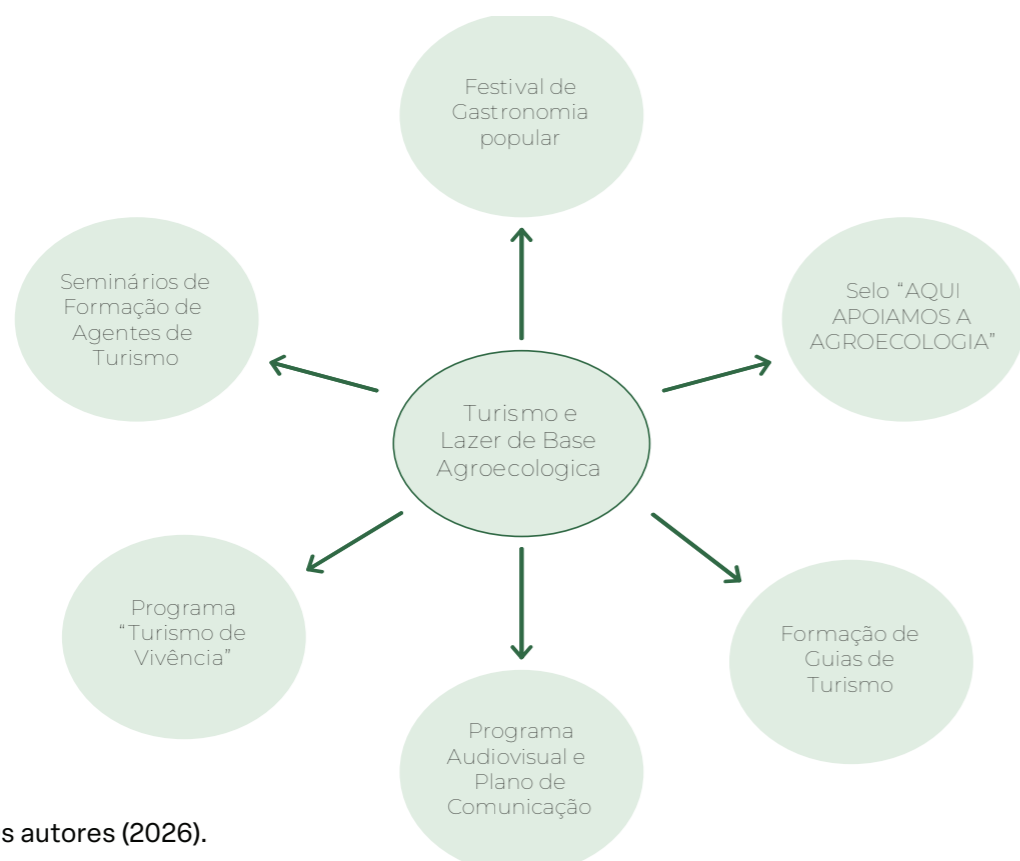 Festival de
Gastronomia
popular
Seminários de
Formação de
Agentes de
Turismo
Selo “AQUI
APOIAMOS A
AGROECOLOGIA”
Turismo e
Lazer de Base
Agroecologica
Programa
“Turismo de
Vivência”
Formação de
Guias de
Turismo
Programa
Audiovisual e
Plano de
Comunicação
s autores (2026).